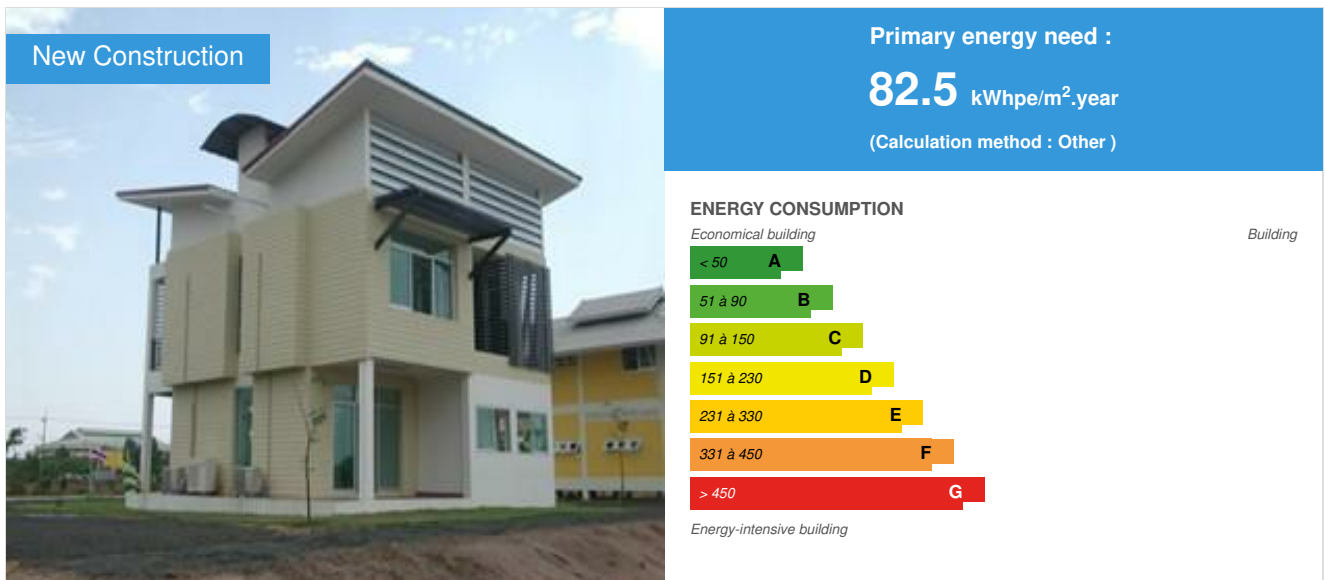 New Construction
Primary energy need :
82.5 kWhpe/m².year
(Calculation method : Other )
ENERGY CONSUMPTION
Economical building
Building
< 50 A
51 à 90 B
91 à 150 C
151 à 230 D
231 à 330 E
331 à 450 F
> 450 G
Energy-intensive building